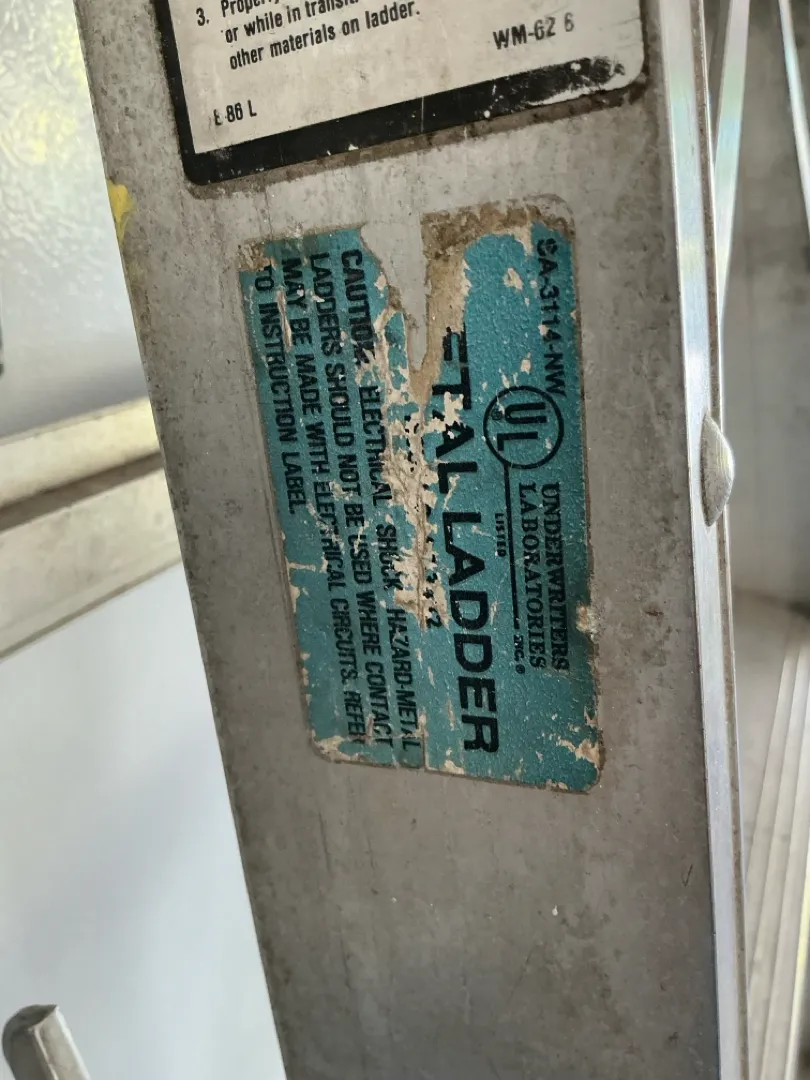 3. Properly
or while in transit
other materials on ladder.
WM-62 6
86 L
SA-3114-NW
UL
UNDERWRITERS
LABORATORIES
INC.®
LISTED
ETAL LADDER
CAUTION: ELECTRICAL SHOCK HAZARD-METAL
LADDERS SHOULD NOT BE USED WHERE CONTACT
MAY BE MADE WITH ELECTRICAL CIRCUITS. REFER
TO INSTRUCTION LABEL